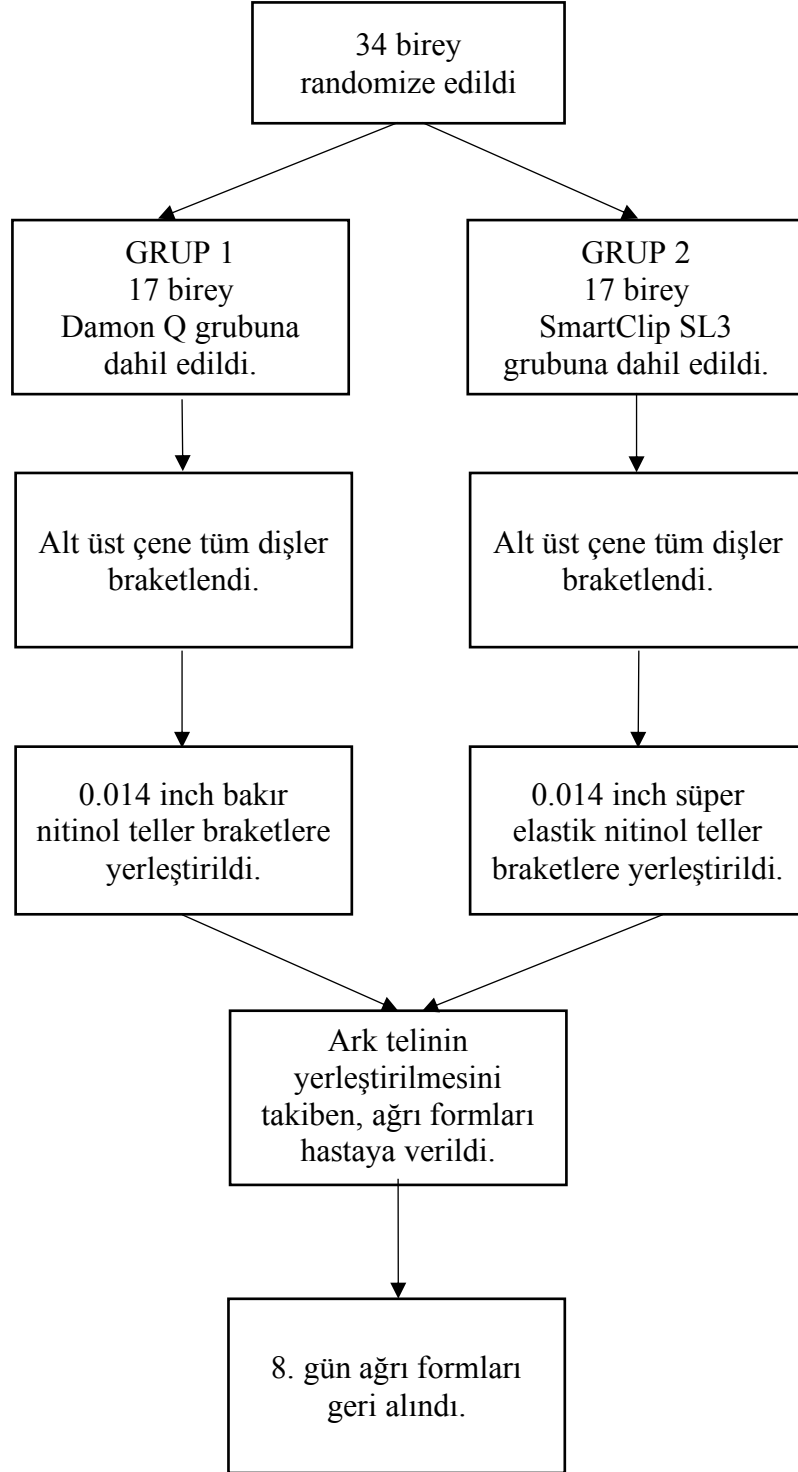 34 birey
randomize edildi
GRUP 1
17 birey
Damon Q grubuna
dahil edildi.
GRUP 2
17 birey
SmartClip SL3
grubuna dahil edildi.
Alt üst çene tüm dişler
braketlendi.
Alt üst çene tüm dişler
braketlendi.
0.014 inch bakır
nitinol teller braketlere
yerleştirildi.
0.014 inch süper
elastik nitinol teller
braketlere yerleştirildi.
Ark telinin
yerleştirilmesini
takiben, ağrı formları
hastaya verildi.
8. gün ağrı formları
geri alındı.